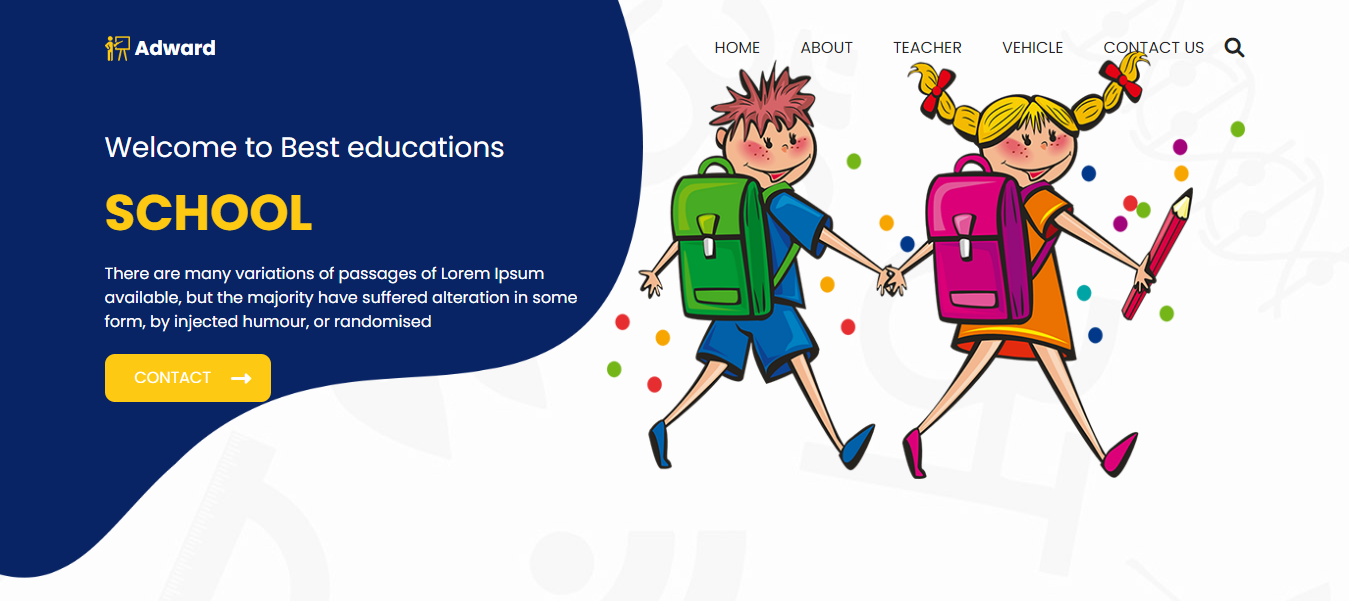 Adward
HOME ABOUT TEACHER VEHICLE CONTACT US
Welcome to Best educations
SCHOOL
There are many variations of passages of Lorem Ipsum
available, but the majority have suffered alteration in some
form, by injected humour, or randomised
CONTACT